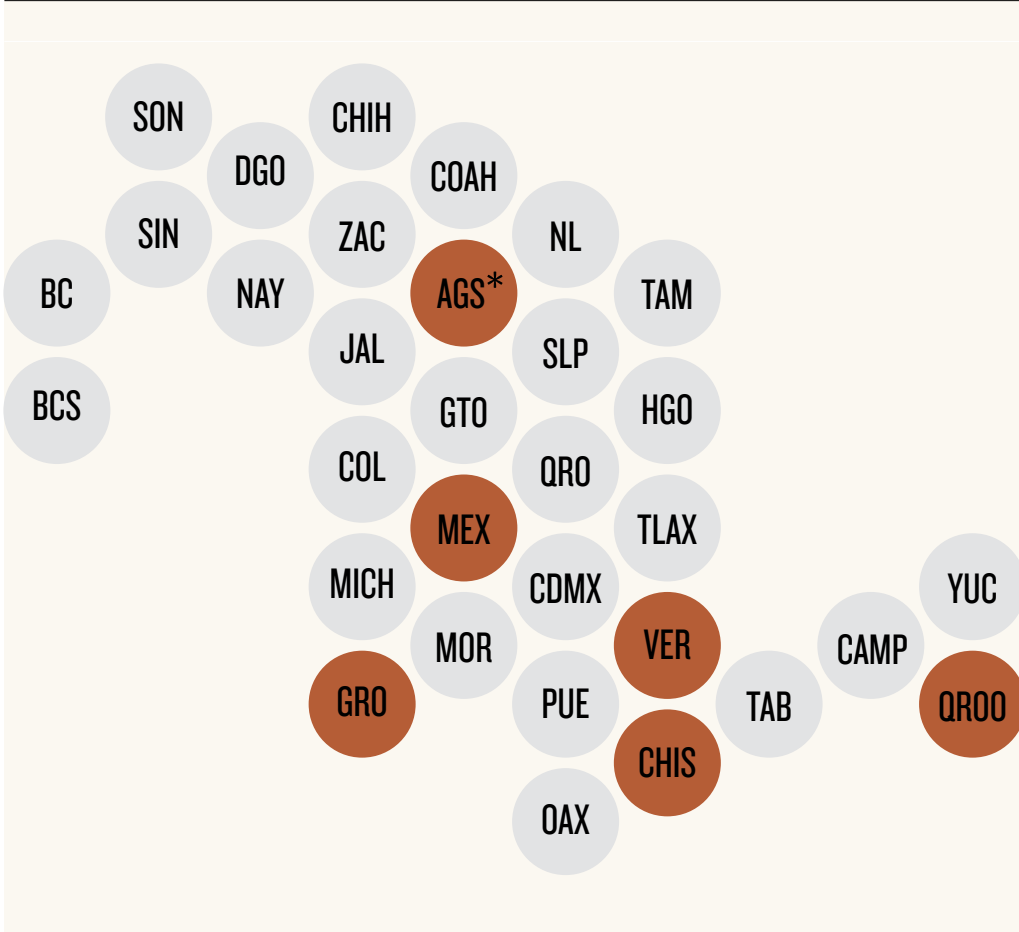 SON
CHIH
DGO
COAH
SIN
ZAC
NL
BC
NAY
AGS*
TAM
JAL
SLP
BCS
GTO
HGO
COL
QRO
MEX
TLAX
MICH
CDMX
YUC
MOR
VER
CAMP
GRO
PUE
TAB
QROO
CHIS
OAX